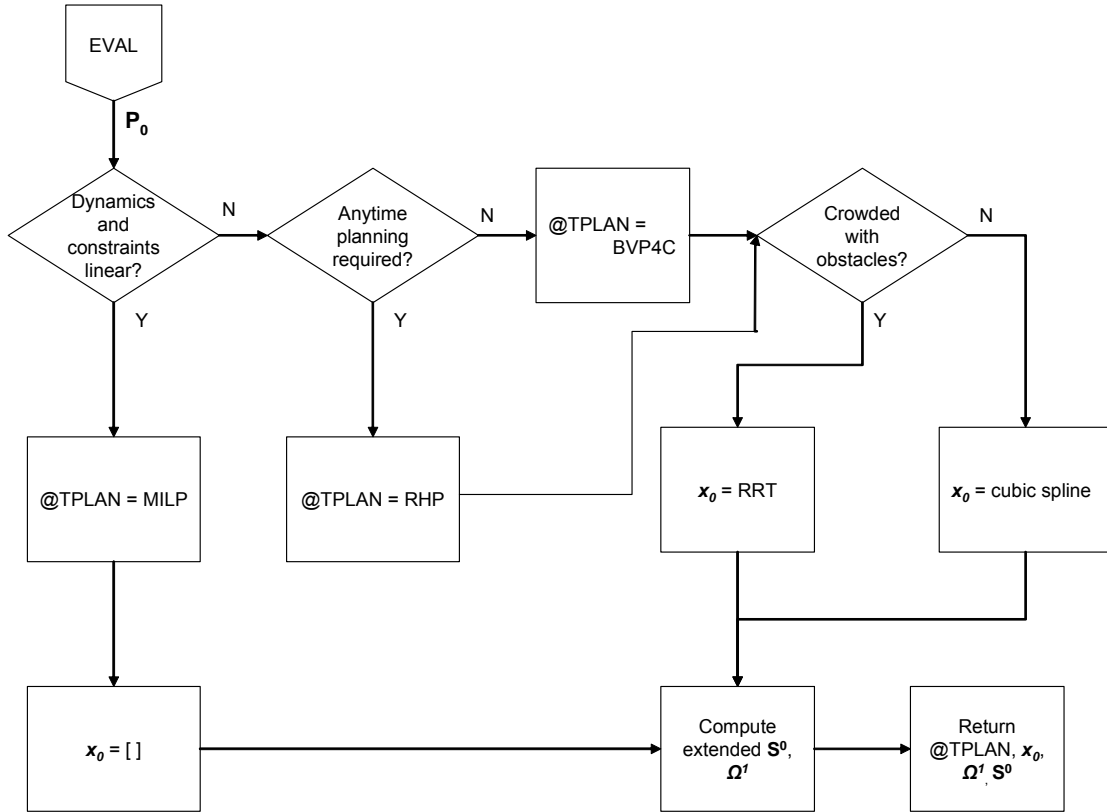 EVAL
P0
Dynamics
and
constraints
linear?
N
Y
Anytime
planning
required?
N
Y
@TPLAN =
BVP4C
Crowded
with
obstacles?
N
Y
@TPLAN = MILP
@TPLAN = RHP
x0 = RRT
x0 = cubic spline
x0 = [ ]
Compute
extended S⁰,
Ω¹
Return
@TPLAN, x0,
Ω¹, S⁰